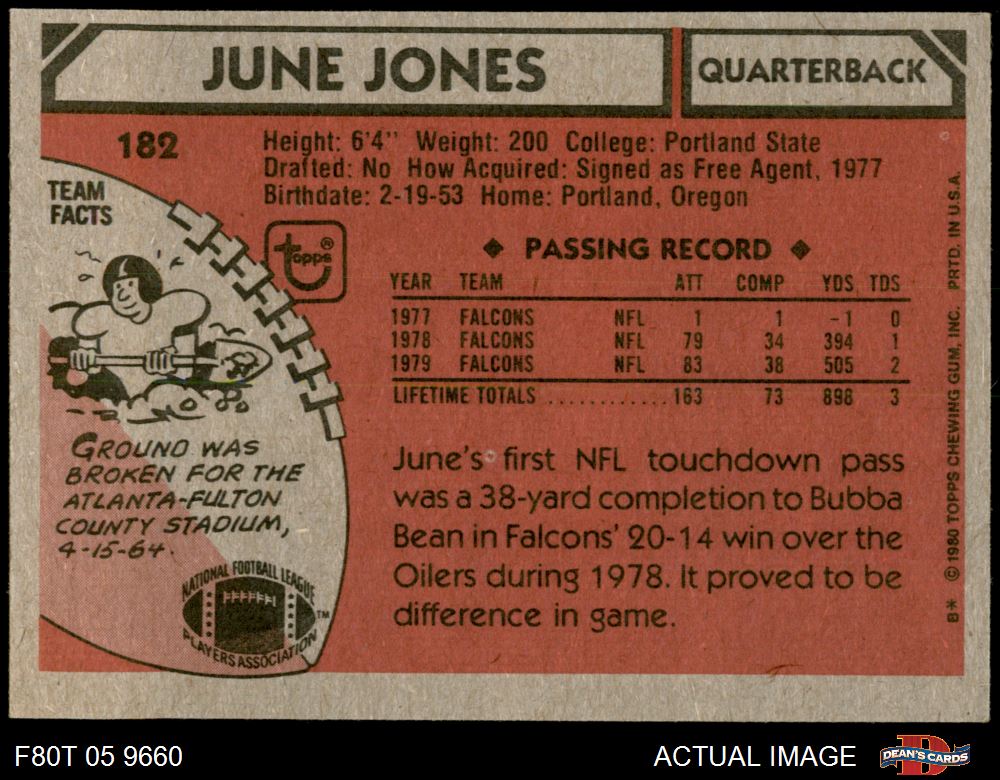 JUNE JONES
QUARTERBACK
182
Height: 6'4" Weight: 200 College: Portland State
Drafted: No How Acquired: Signed as Free Agent, 1977
Birthdate: 2-19-53 Home: Portland, Oregon
TEAM
FACTS
topps®
GROUND WAS
BROKEN FOR THE
ATLANTA-FULTON
COUNTY STADIUM,
4-15-64.
NATIONAL FOOTBALL LEAGUE
PLAYERS ASSOCIATION
TM
◆ PASSING RECORD ◆
YEAR TEAM ATT COMP YDS TDS
1977 FALCONS NFL 1 1 -1 0
1978 FALCONS NFL 79 34 394 1
1979 FALCONS NFL 83 38 505 2
LIFETIME TOTALS ............163 73 898 3
June's first NFL touchdown pass
was a 38-yard completion to Bubba
Bean in Falcons' 20-14 win over the
Oilers during 1978. It proved to be
difference in game.
B* © 1980 TOPPS CHEWING GUM, INC. PRTD. IN U.S.A.
F80T 05 9660
ACTUAL IMAGE
DEAN'S CARDS